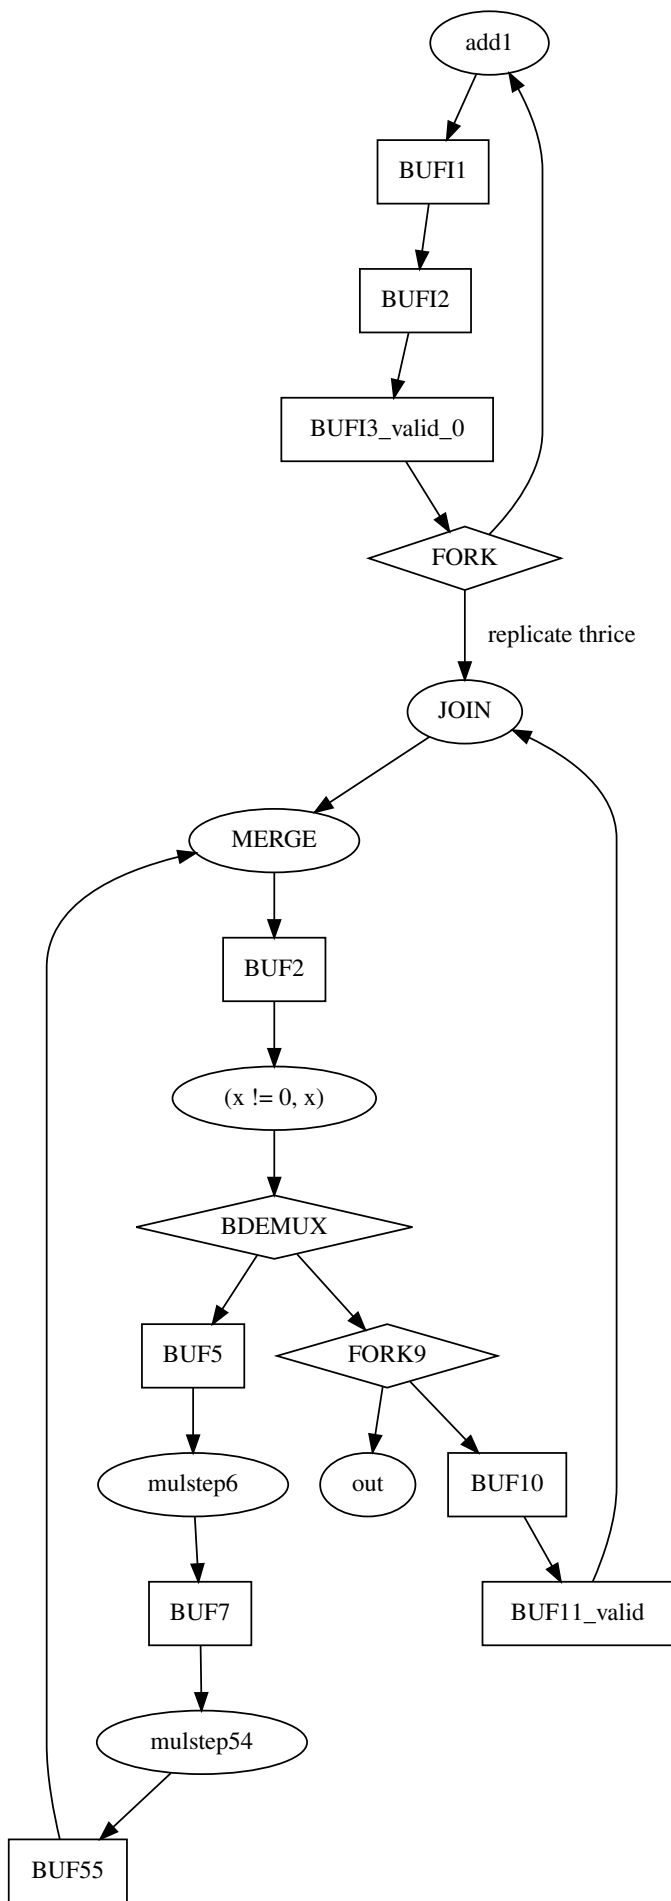 add1
BUFI1
BUFI2
BUFI3_valid_0
FORK
replicate thrice
JOIN
MERGE
BUF2
(x != 0, x)
BDEMUX
BUF5
FORK9
mulstep6
out
BUF10
BUF7
BUF11_valid
mulstep54
BUF55